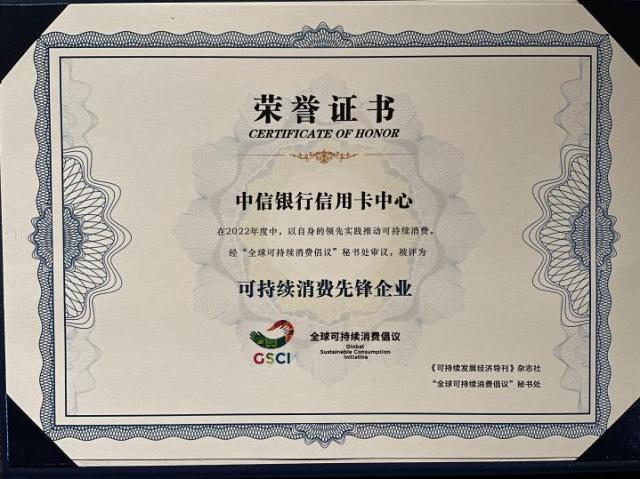 荣誉证书
CERTIFICATE OF HONOR
中信银行信用卡中心
在2022年度中，以自身的领先实践推动可持续消费，
经“全球可持续消费倡议”秘书处审议，被评为
可持续消费先锋企业
GSCI
全球可持续消费倡议
Global
Sustainable Consumption
Initiative
《可持续发展经济导刊》杂志社
“全球可持续消费倡议”秘书处